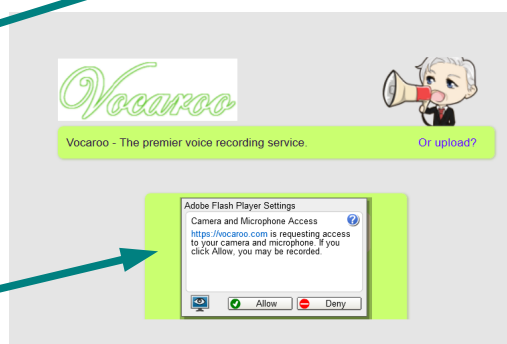 Vocaroo
Vocaroo - The premier voice recording service.
Or upload?
Adobe Flash Player Settings
Camera and Microphone Access
https://vocaroo.com is requesting access
to your camera and microphone. If you
click Allow, you may be recorded.
Allow
Deny